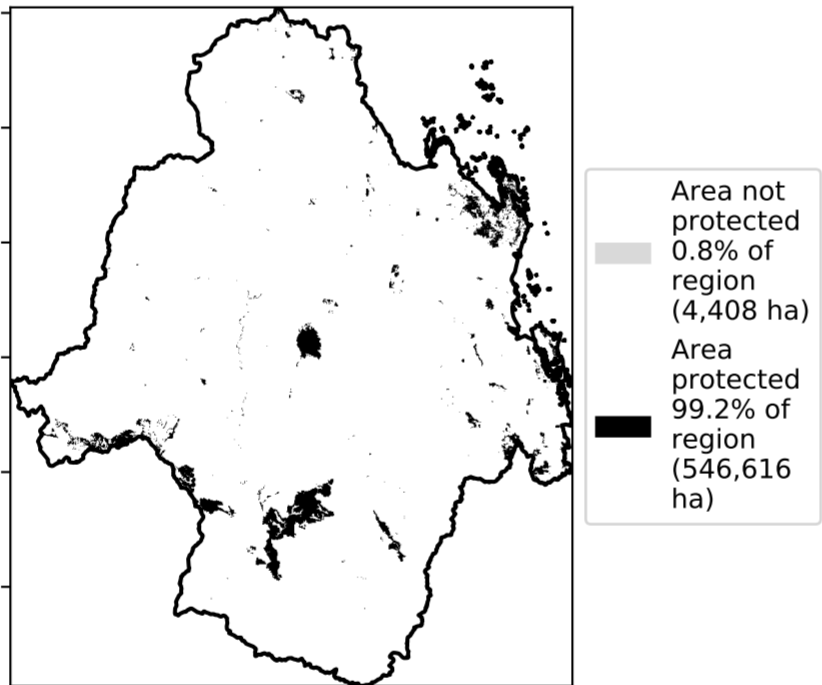 Area not
protected
0.8% of
region
(4,408 ha)
Area
protected
99.2% of
region
(546,616
ha)